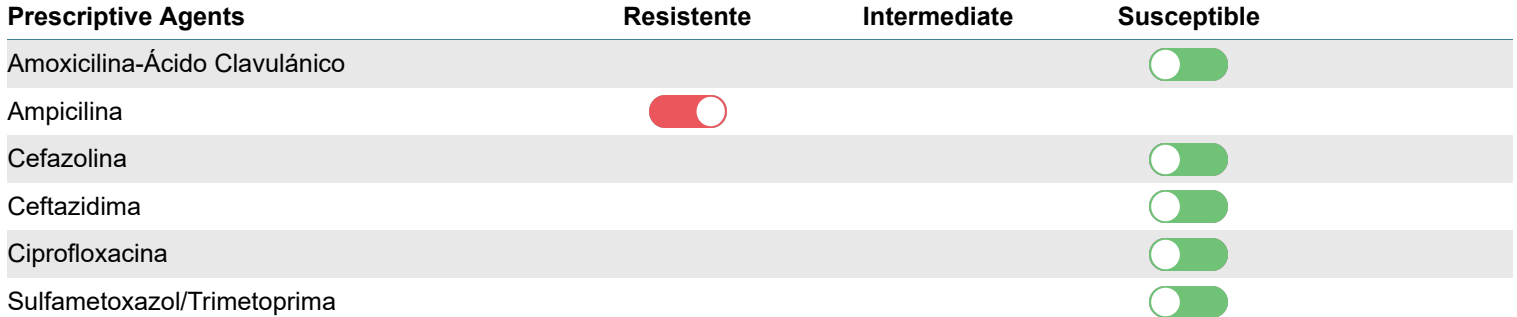 Prescriptive Agents Resistente Intermediate Susceptible
Amoxicilina-Ácido Clavulánico
Ampicilina
Cefazolina
Ceftazidima
Ciprofloxacina
Sulfametoxazol/Trimetoprima